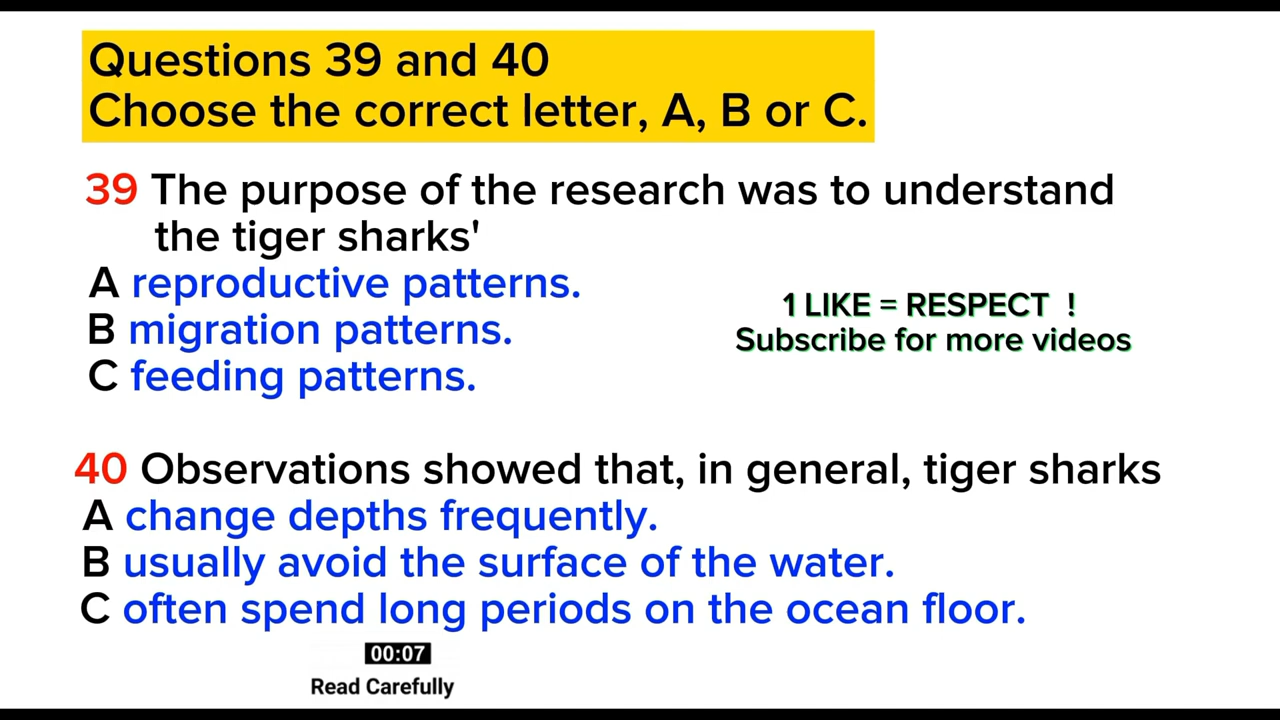 Questions 39 and 40
Choose the correct letter, A, B or C.
39 The purpose of the research was to understand
the tiger sharks'
A reproductive patterns.
B migration patterns.
C feeding patterns.
1 LIKE = RESPECT !
Subscribe for more videos
40 Observations showed that, in general, tiger sharks
A change depths frequently.
B usually avoid the surface of the water.
C often spend long periods on the ocean floor.
00:07
Read Carefully